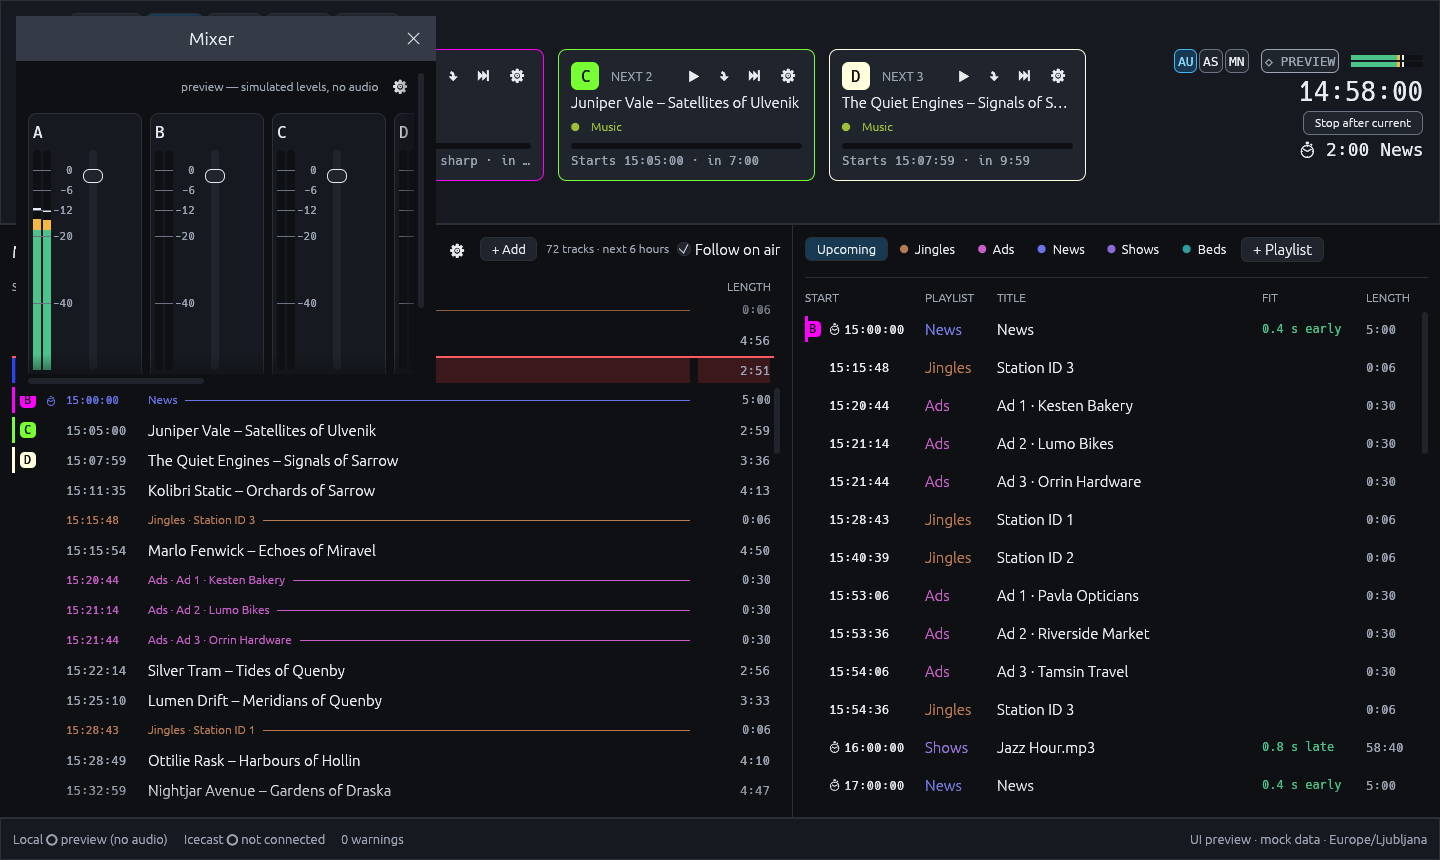 Mixer
preview — simulated levels, no audio
A
B
C
D
0
-6
-12
-20
-40
0
-6
-12
-20
-40
0
-6
-12
-20
-40
sharp · in …
C NEXT 2
Juniper Vale – Satellites of Ulvenik
Music
Starts 15:05:00 · in 7:00
D NEXT 3
The Quiet Engines – Signals of S…
Music
Starts 15:07:59 · in 9:59
AU AS MN ◇ PREVIEW
14:58:00
Stop after current
2:00 News
+ Add 72 tracks · next 6 hours Follow on air
LENGTH
0:06
4:56
2:51
B 15:00:00 News 5:00
C 15:05:00 Juniper Vale – Satellites of Ulvenik 2:59
D 15:07:59 The Quiet Engines – Signals of Sarrow 3:36
15:11:35 Kolibri Static – Orchards of Sarrow 4:13
15:15:48 Jingles · Station ID 3 0:06
15:15:54 Marlo Fenwick – Echoes of Miravel 4:50
15:20:44 Ads · Ad 1 · Kesten Bakery 0:30
15:21:14 Ads · Ad 2 · Lumo Bikes 0:30
15:21:44 Ads · Ad 3 · Orrin Hardware 0:30
15:22:14 Silver Tram – Tides of Quenby 2:56
15:25:10 Lumen Drift – Meridians of Quenby 3:33
15:28:43 Jingles · Station ID 1 0:06
15:28:49 Ottilie Rask – Harbours of Hollin 4:10
15:32:59 Nightjar Avenue – Gardens of Draska 4:47
Upcoming Jingles Ads News Shows Beds + Playlist
START PLAYLIST TITLE FIT LENGTH
B 15:00:00 News News 0.4 s early 5:00
15:15:48 Jingles Station ID 3 0:06
15:20:44 Ads Ad 1 · Kesten Bakery 0:30
15:21:14 Ads Ad 2 · Lumo Bikes 0:30
15:21:44 Ads Ad 3 · Orrin Hardware 0:30
15:28:43 Jingles Station ID 1 0:06
15:40:39 Jingles Station ID 2 0:06
15:53:06 Ads Ad 1 · Pavla Opticians 0:30
15:53:36 Ads Ad 2 · Riverside Market 0:30
15:54:06 Ads Ad 3 · Tamsin Travel 0:30
15:54:36 Jingles Station ID 3 0:06
16:00:00 Shows Jazz Hour.mp3 0.8 s late 58:40
17:00:00 News News 0.4 s early 5:00
Local preview (no audio) Icecast not connected 0 warnings
UI preview · mock data · Europe/Ljubljana